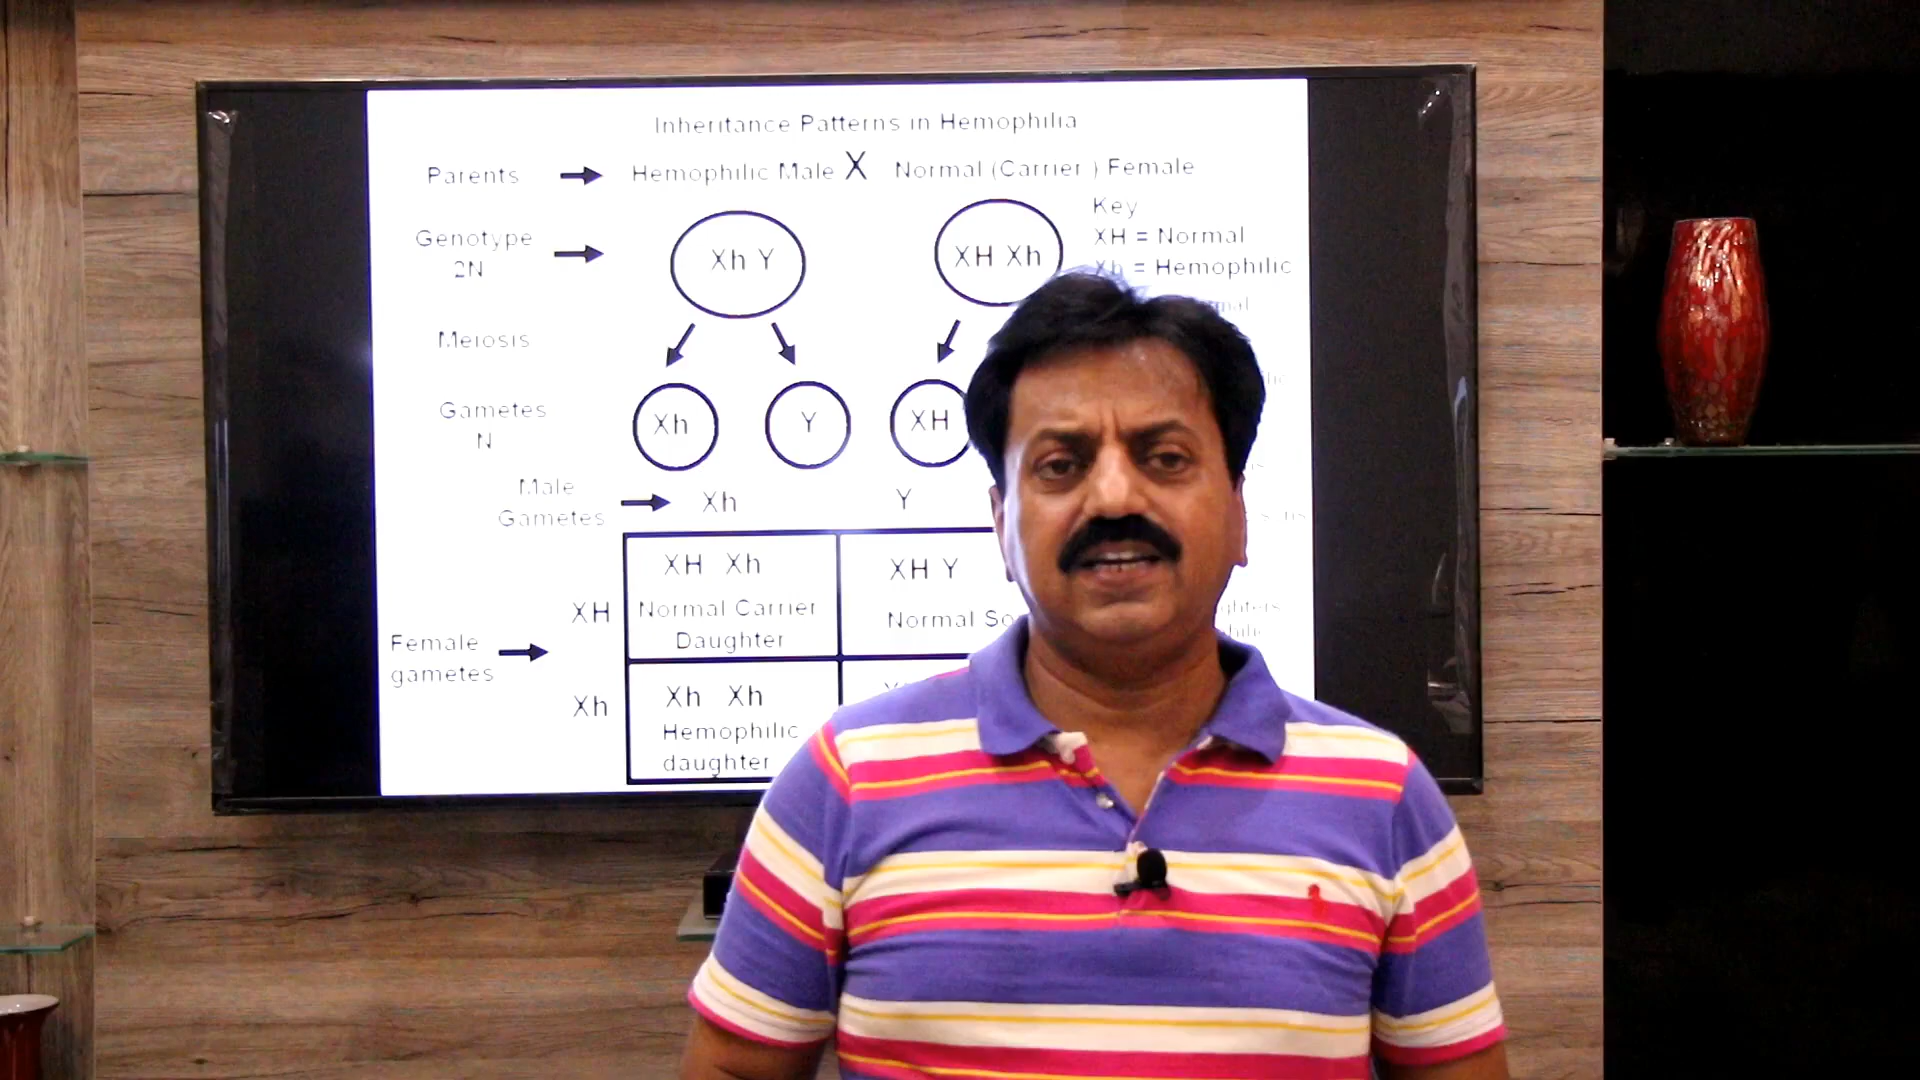 Inheritance Patterns in Hemophilia
Parents Hemophilic Male X Normal (Carrier ) Female
Key
Genotype
2N
Xh Y
XH Xh
XH = Normal
Xh = Hemophilic
Meiosis
Gametes
N
Xh
Y
XH
Male
Gametes
Xh
Y
XH Xh
Normal Carrier
Daughter
XH Y
Normal
XH
Female
gametes
Xh
Xh Xh
Hemophilic
daughter